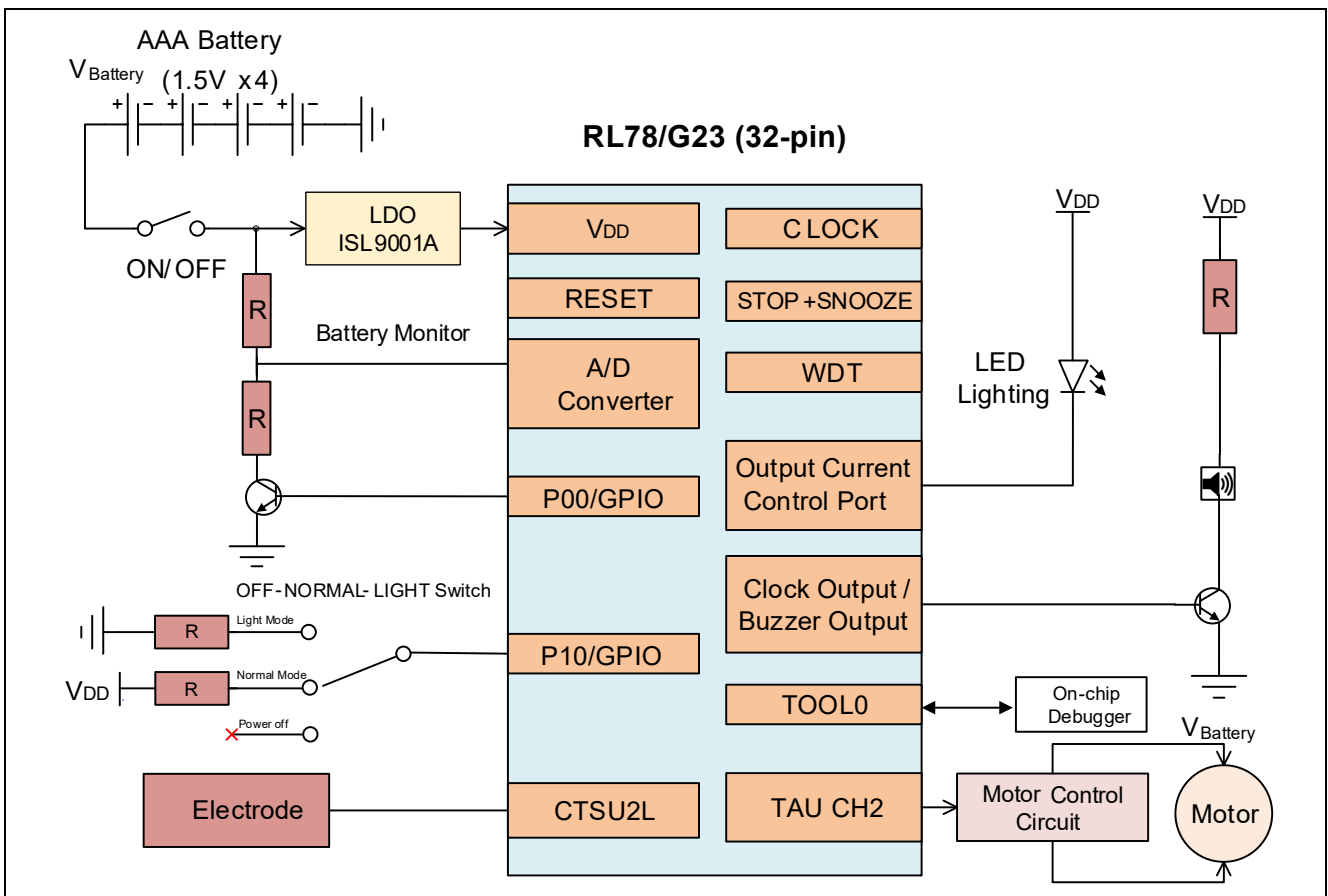 AAA Battery
VBattery
(1.5V x4)
+ - + - + - + -
RL78/G23 (32-pin)
LDO
ISL9001A
ON/OFF
VDD
CLOCK
VDD
VDD
RESET
STOP+SNOOZE
R
R
Battery Monitor
A/D
Converter
WDT
LED
Lighting
R
Output Current
Control Port
P00/GPIO
OFF-NORMAL-LIGHT Switch
Clock Output /
Buzzer Output
R
Light Mode
P10/GPIO
VDD
R
Normal Mode
Power off
TOOL0
On-chip
Debugger
VBattery
Electrode
CTSU2L
TAU CH2
Motor Control
Circuit
Motor